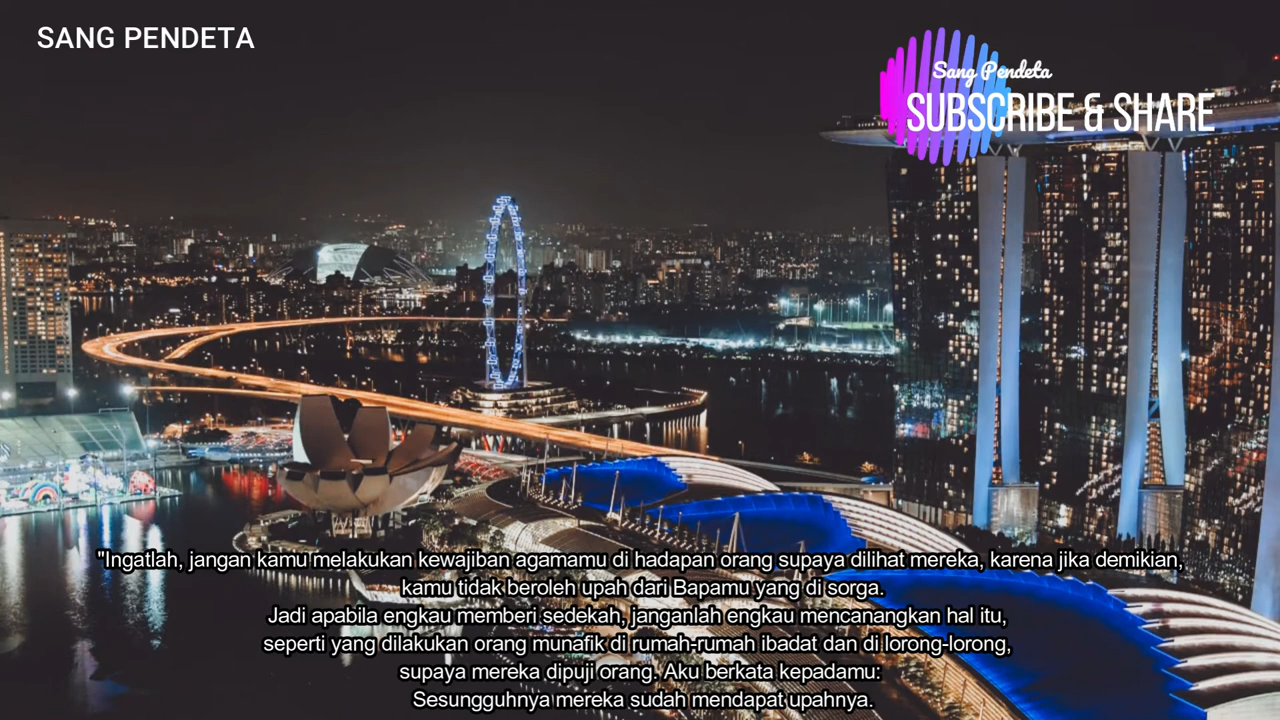 SANG PENDETA
Sang Pendeta
SUBSCRIBE & SHARE
"Ingatlah, jangan kamu melakukan kewajiban agamamu di hadapan orang supaya dilihat mereka, karena jika demikian,
kamu tidak beroleh upah dari Bapamu yang di sorga.
Jadi apabila engkau memberi sedekah, janganlah engkau mencanangkan hal itu,
seperti yang dilakukan orang munafik di rumah-rumah ibadat dan di lorong-lorong,
supaya mereka dipuji orang. Aku berkata kepadamu:
Sesungguhnya mereka sudah mendapat upahnya.